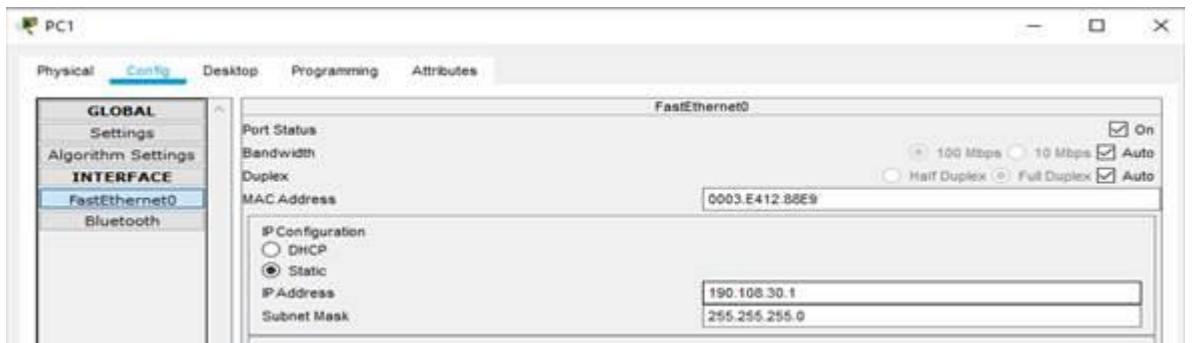 PC1
Physical Config Desktop Programming Attributes
GLOBAL
Settings
Algorithm Settings
INTERFACE
FastEthernet0
Bluetooth
FastEthernet0
Port Status On
Bandwidth 100 Mbps 10 Mbps Auto
Duplex Half Duplex Full Duplex Auto
MAC Address 0003.E412.88E9
IP Configuration
DHCP
Static
IP Address 190.108.30.1
Subnet Mask 255.255.255.0